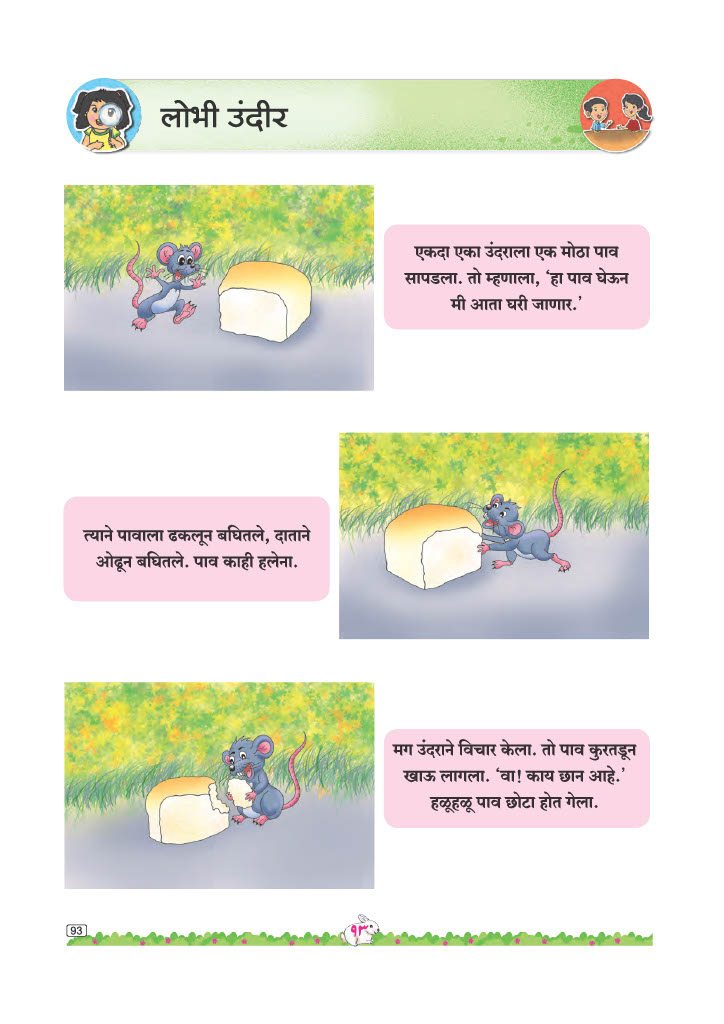 लोभी उंदीर
एकदा एका उंदराला एक मोठा पाव
सापडला. तो म्हणाला, ‘हा पाव घेऊन
मी आता घरी जाणार.’
त्याने पावाला ढकलून बघितले, दाताने
ओढून बघितले. पाव काही हलेना.
मग उंदराने विचार केला. तो पाव कुरतडून
खाऊ लागला. ‘वा! काय छान आहे.’
हळूहळू पाव छोटा होत गेला.
93
९३